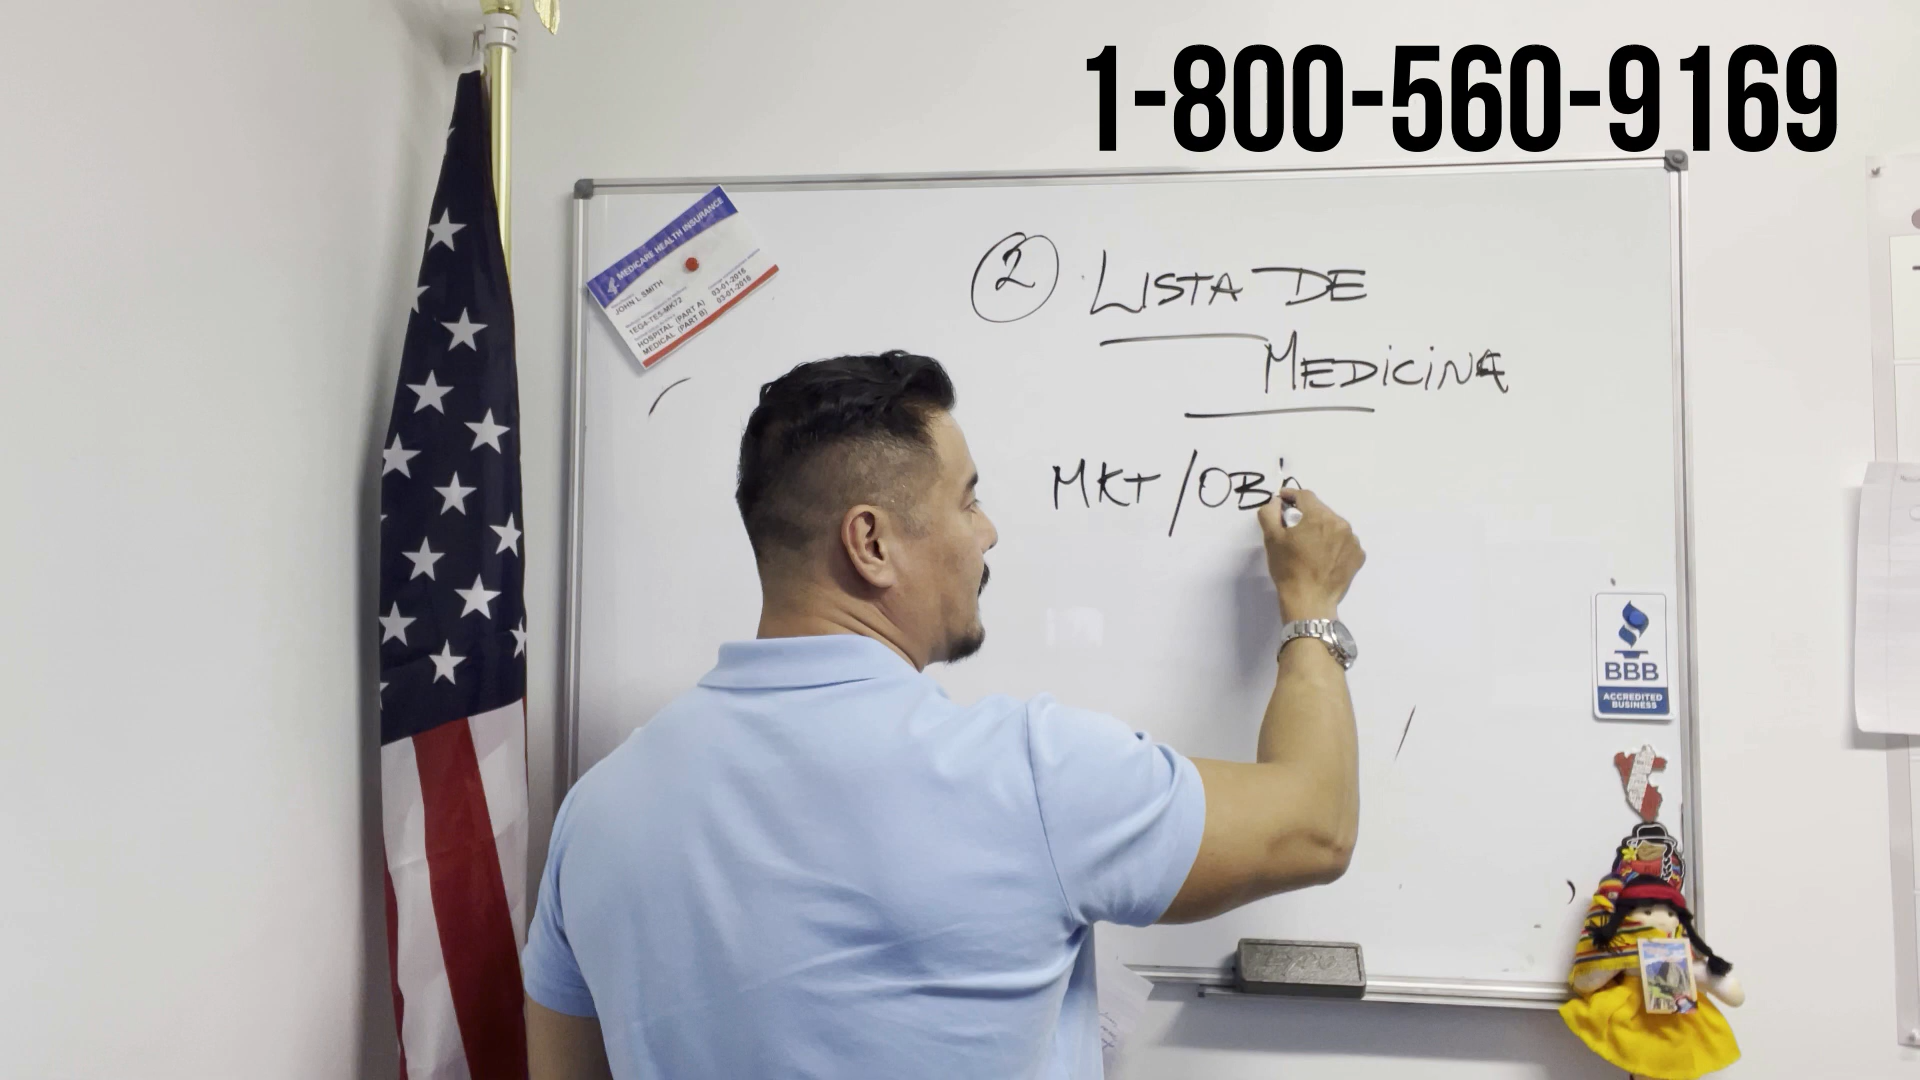 1-800-560-9169
MEDICARE HEALTH INSURANCE
JOHN L SMITH
1EG4-TE5-MK72
HOSPITAL (PART A) 03-01-2016
MEDICAL (PART B) 03-01-2016
2 LISTA DE
MEDICINA
MKT/OB
BBB
ACCREDITED
BUSINESS